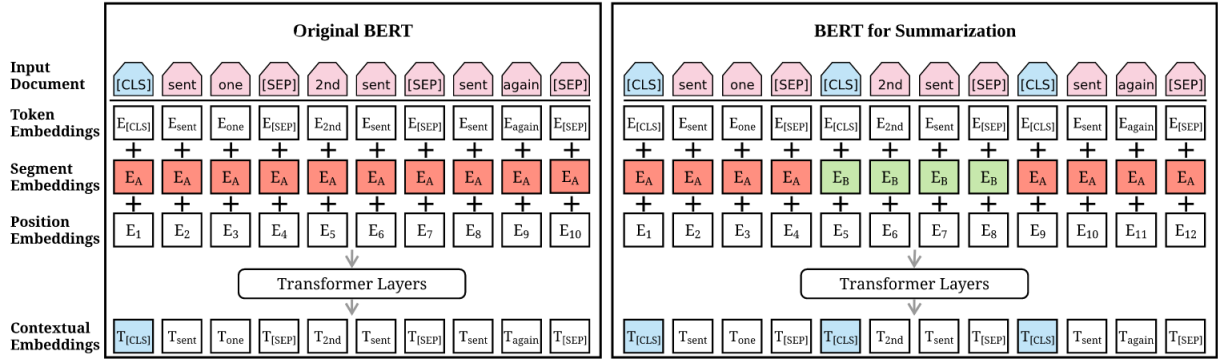 Original BERT
BERT for Summarization
Input
Document
[CLS] sent one [SEP] 2nd sent [SEP] sent again [SEP]
[CLS] sent one [SEP] [CLS] 2nd sent [SEP] [CLS] sent again [SEP]
Token
Embeddings
E[CLS] Esent Eone E[SEP] E2nd Esent E[SEP] Esent Eagain E[SEP]
E[CLS] Esent Eone E[SEP] E[CLS] E2nd Esent E[SEP] E[CLS] Esent Eagain E[SEP]
+ + + + + + + + + +
+ + + + + + + + + + + +
Segment
Embeddings
EA EA EA EA EA EA EA EA EA EA
EA EA EA EA EB EB EB EB EA EA EA EA
+ + + + + + + + + +
+ + + + + + + + + + + +
Position
Embeddings
E1 E2 E3 E4 E5 E6 E7 E8 E9 E10
E1 E2 E3 E4 E5 E6 E7 E8 E9 E10 E11 E12
Transformer Layers
Transformer Layers
Contextual
Embeddings
T[CLS] Tsent Tone T[SEP] T2nd Tsent T[SEP] Tsent Tagain T[SEP]
T[CLS] Tsent Tone T[SEP] T[CLS] T2nd Tsent T[SEP] T[CLS] Tsent Tagain T[SEP]